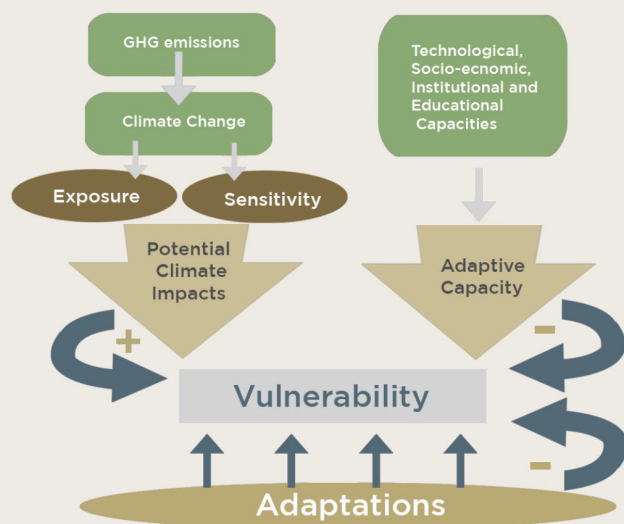 GHG emissions
Climate Change
Exposure
Sensitivity
Potential
Climate
Impacts
Technological,
Socio-ecnomic,
Institutional and
Educational
Capacities
Adaptive
Capacity
+
-
Vulnerability
-
Adaptations